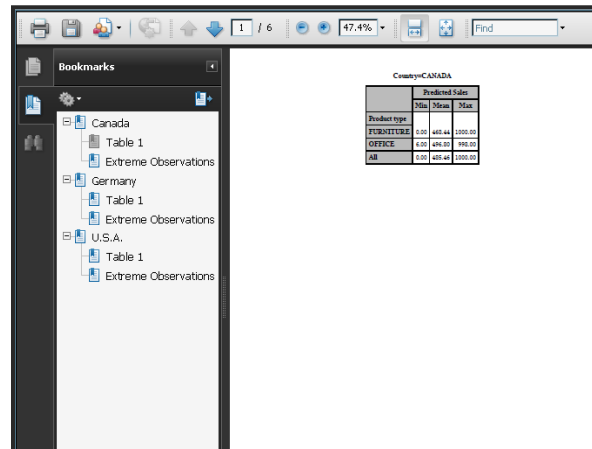 1 / 6 47.4% Find
Bookmarks
Canada
Table 1
Extreme Observations
Germany
Table 1
Extreme Observations
U.S.A.
Table 1
Extreme Observations
Country=CANADA
Predicted Sales
Min Mean Max
Product type
FURNITURE 0.00 460.44 1000.00
OFFICE 6.00 496.80 998.00
All 0.00 485.46 1000.00